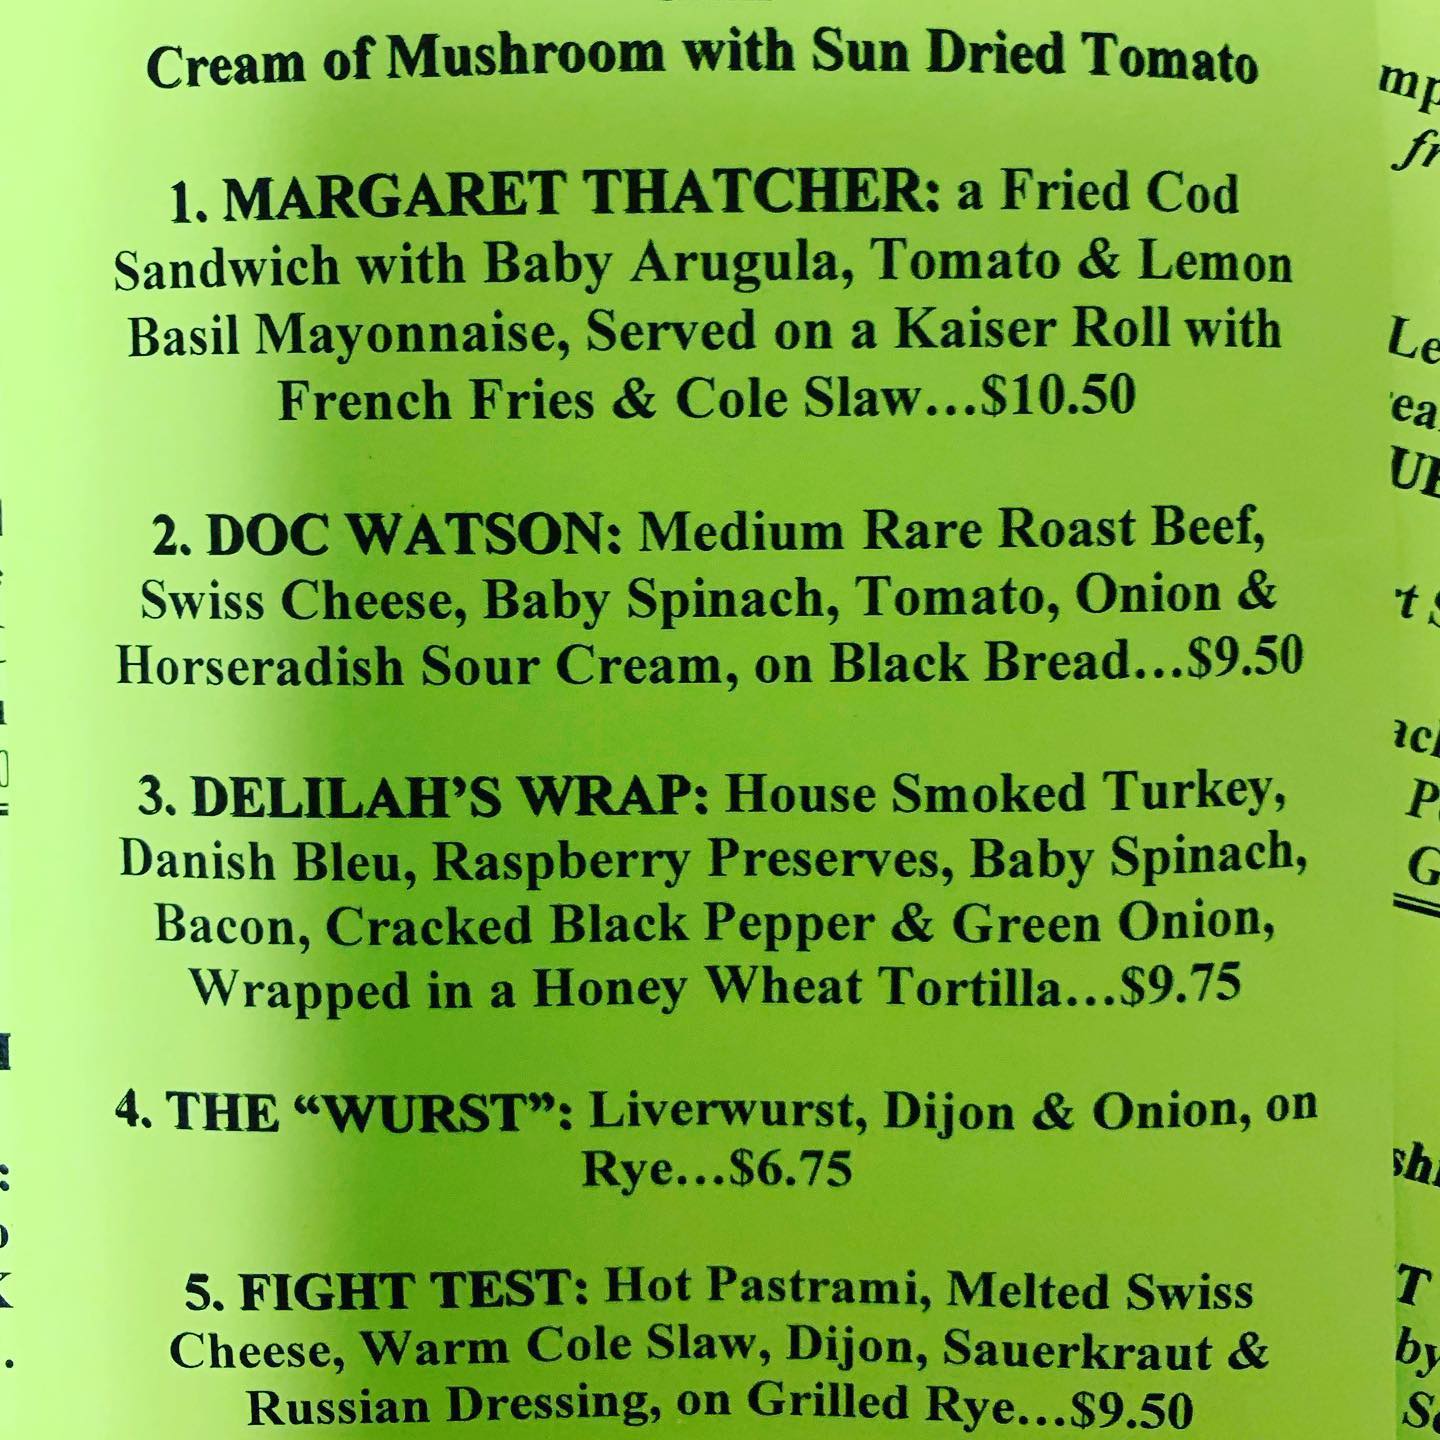 Cream of Mushroom with Sun Dried Tomato
1. MARGARET THATCHER: a Fried Cod
Sandwich with Baby Arugula, Tomato & Lemon
Basil Mayonnaise, Served on a Kaiser Roll with
French Fries & Cole Slaw...$10.50
2. DOC WATSON: Medium Rare Roast Beef,
Swiss Cheese, Baby Spinach, Tomato, Onion &
Horseradish Sour Cream, on Black Bread...$9.50
3. DELILAH'S WRAP: House Smoked Turkey,
Danish Bleu, Raspberry Preserves, Baby Spinach,
Bacon, Cracked Black Pepper & Green Onion,
Wrapped in a Honey Wheat Tortilla...$9.75
4. THE “WURST”: Liverwurst, Dijon & Onion, on
Rye...$6.75
5. FIGHT TEST: Hot Pastrami, Melted Swiss
Cheese, Warm Cole Slaw, Dijon, Sauerkraut &
Russian Dressing, on Grilled Rye...$9.50